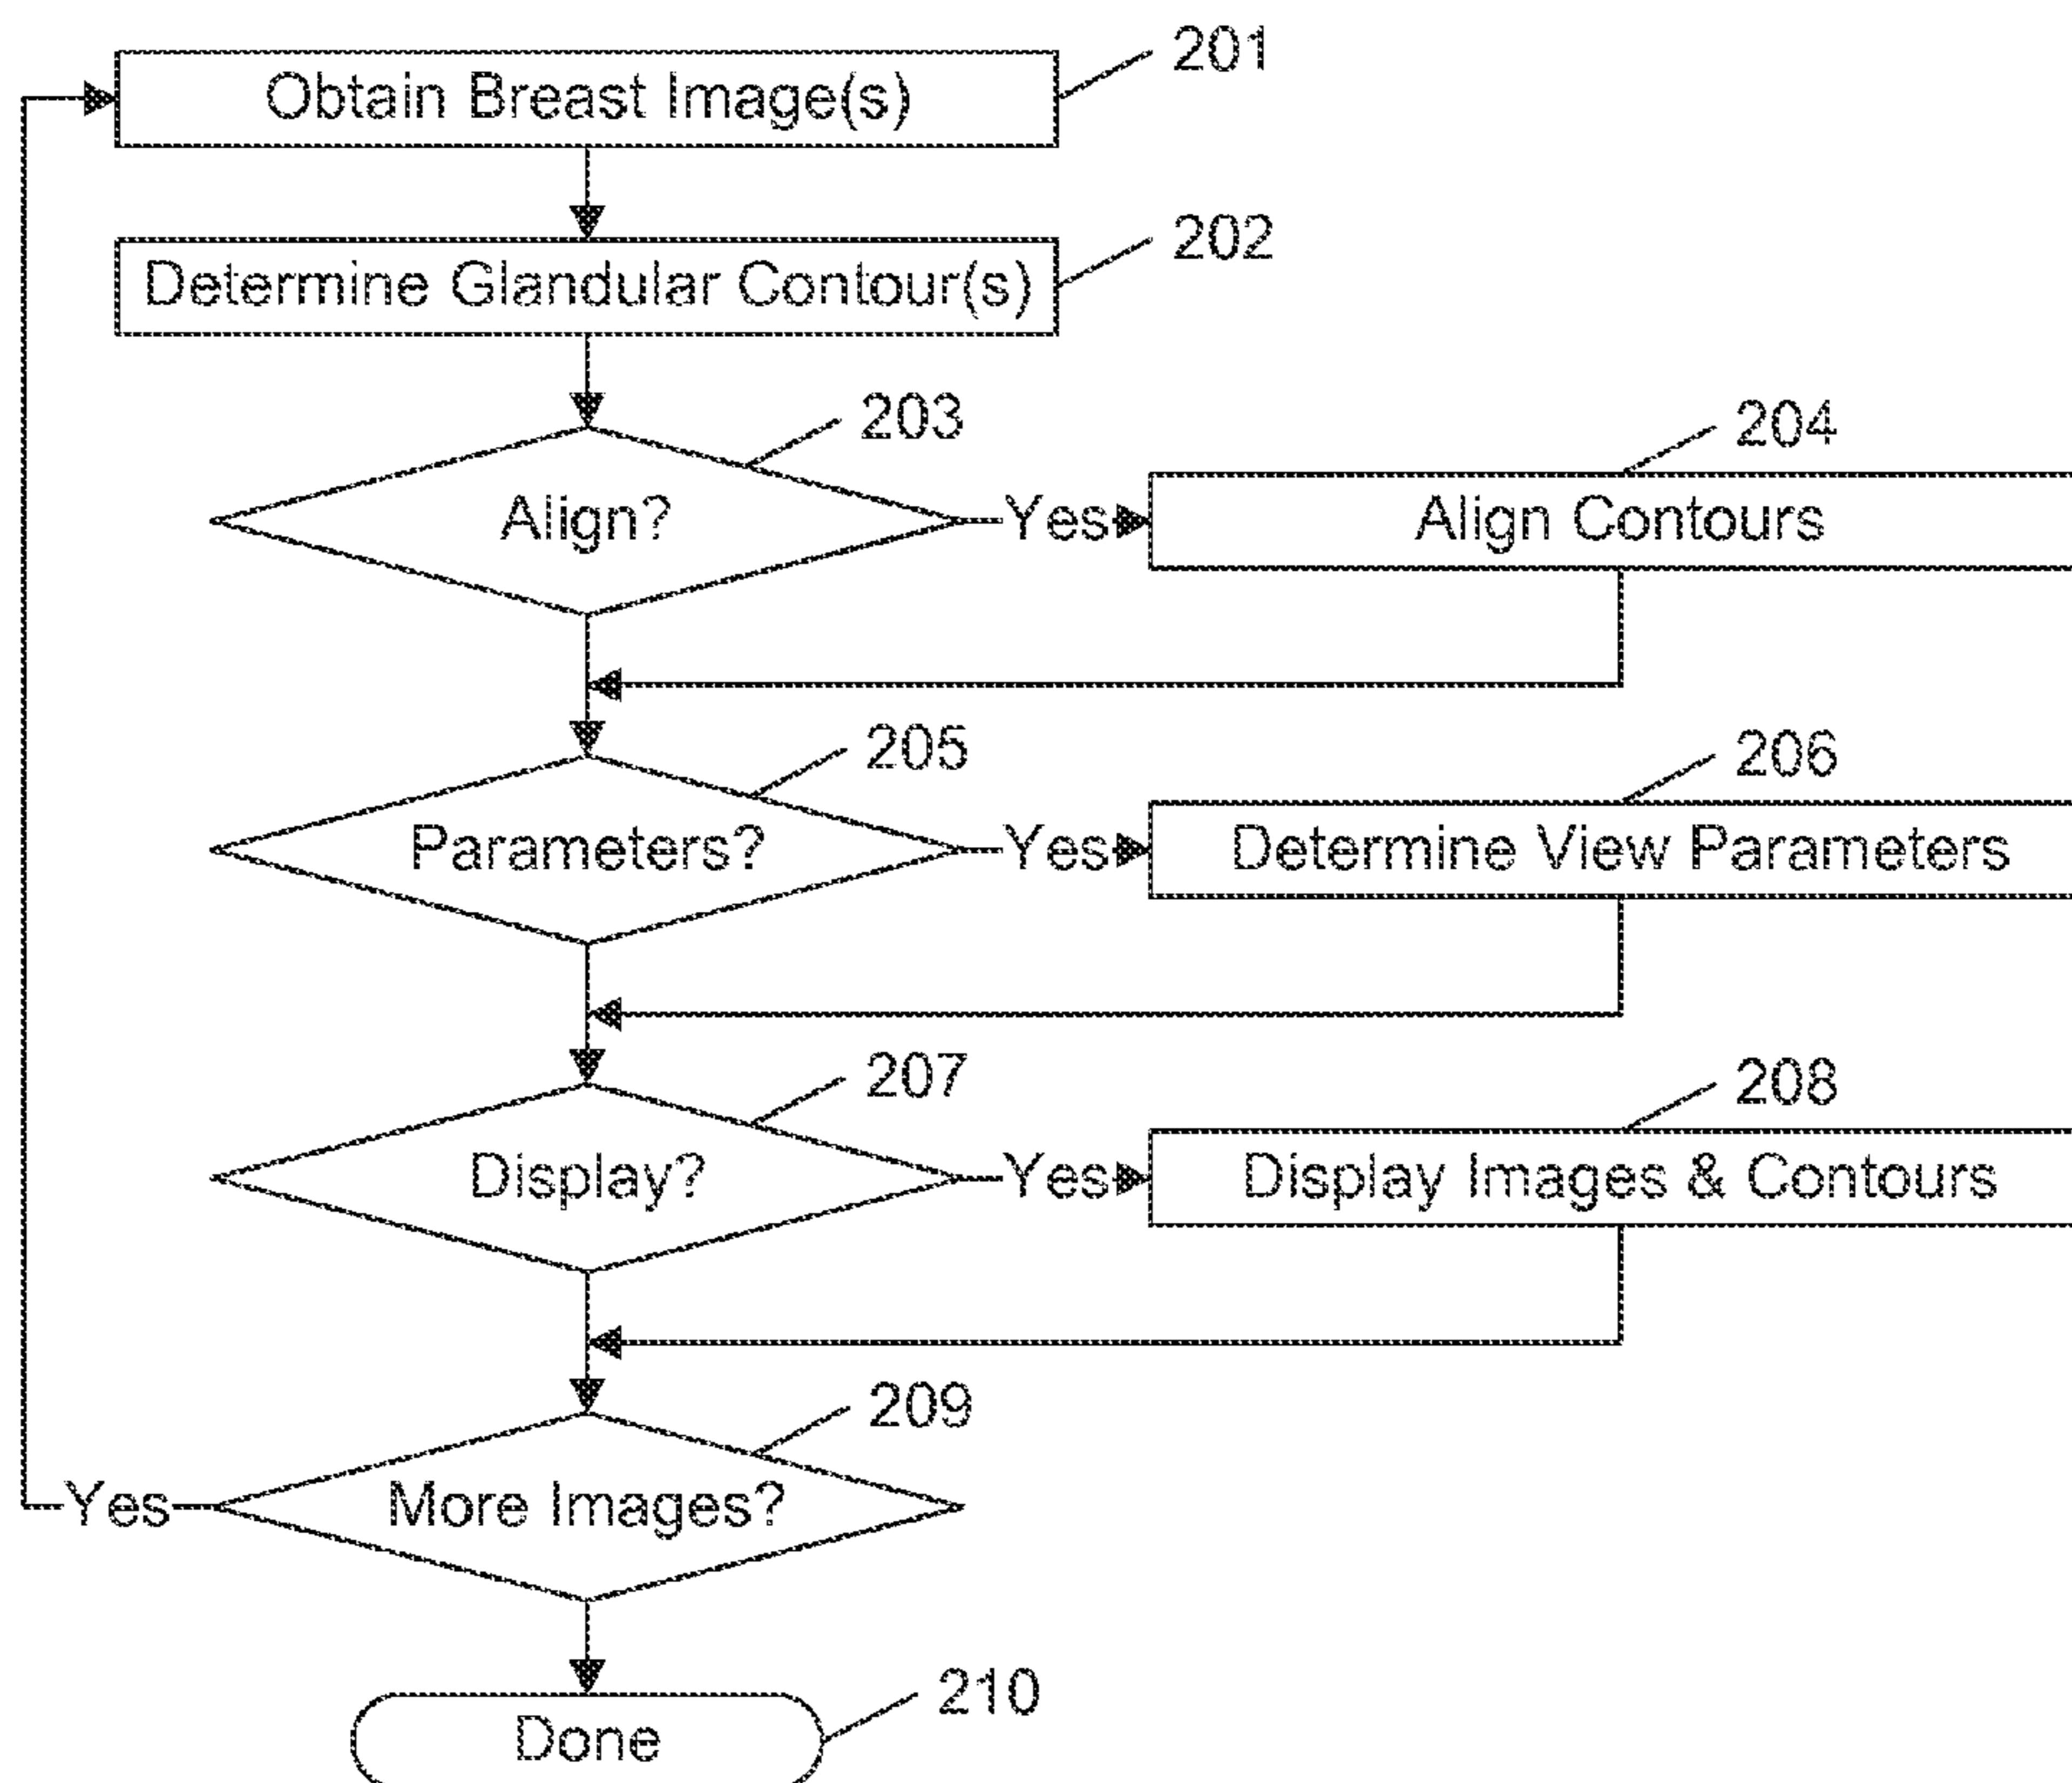 201
Obtain Breast Image(s)
202
Determine Glandular Contour(s)
203
Align?
Yes
204
Align Contours
205
Parameters?
Yes
206
Determine View Parameters
207
Display?
Yes
208
Display Images & Contours
209
Yes
More Images?
210
Done